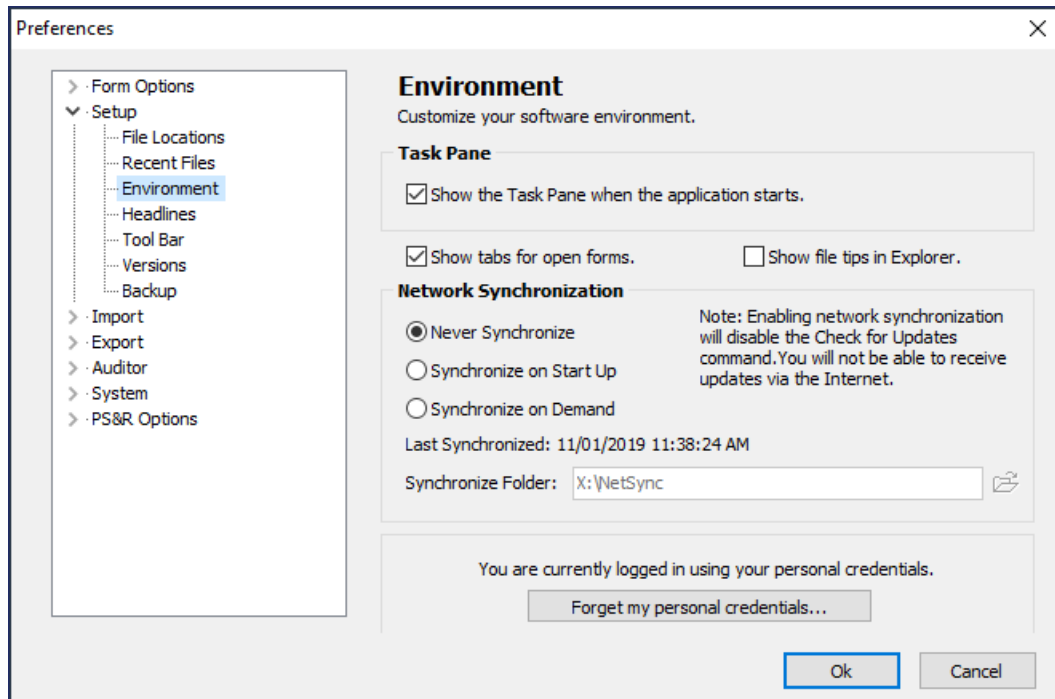 Preferences
Form Options
Setup
File Locations
Recent Files
Environment
Headlines
Tool Bar
Versions
Backup
Import
Export
Auditor
System
PS&R Options
Environment
Customize your software environment.
Task Pane
Show the Task Pane when the application starts.
Show tabs for open forms.
Show file tips in Explorer.
Network Synchronization
Never Synchronize
Synchronize on Start Up
Synchronize on Demand
Note: Enabling network synchronization
will disable the Check for Updates
command.You will not be able to receive
updates via the Internet.
Last Synchronized: 11/01/2019 11:38:24 AM
Synchronize Folder: X:\NetSync
You are currently logged in using your personal credentials.
Forget my personal credentials...
Ok
Cancel